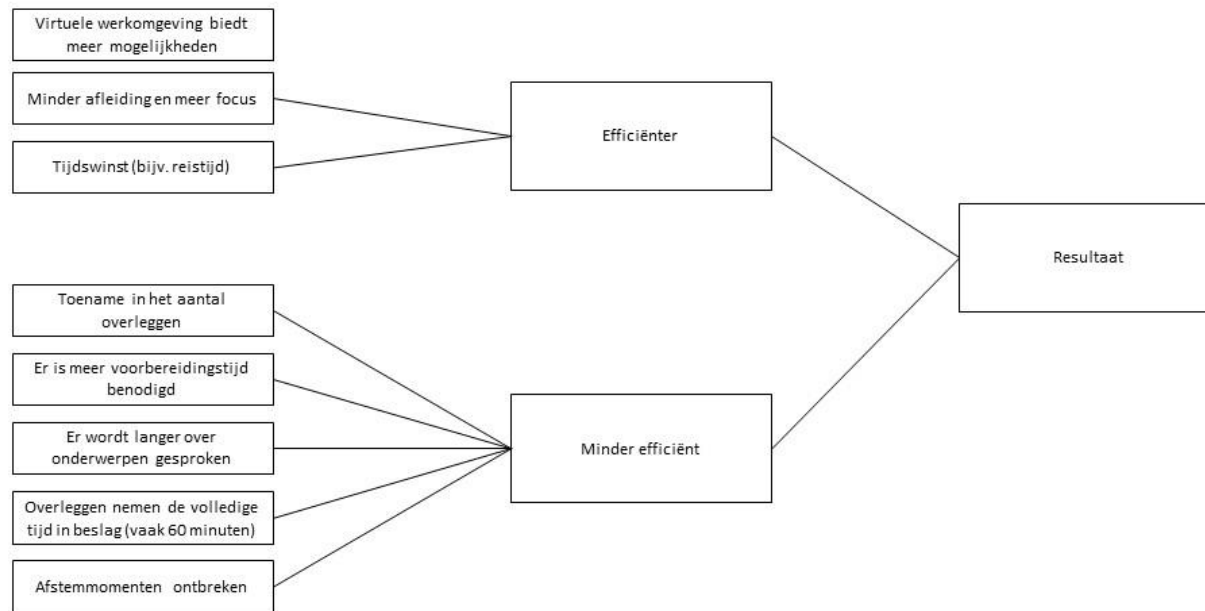 Virtuele werkomgeving biedt
meer mogelijkheden
Minder afleiding en meer focus
Tijdswinst (bijv. reistijd)
Efficiënter
Resultaat
Toename in het aantal
overleggen
Er is meer voorbereidingstijd
benodigd
Er wordt langer over
onderwerpen gesproken
Overleggen nemen de volledige
tijd in beslag (vaak 60 minuten)
Afstemmomenten ontbreken
Minder efficiënt